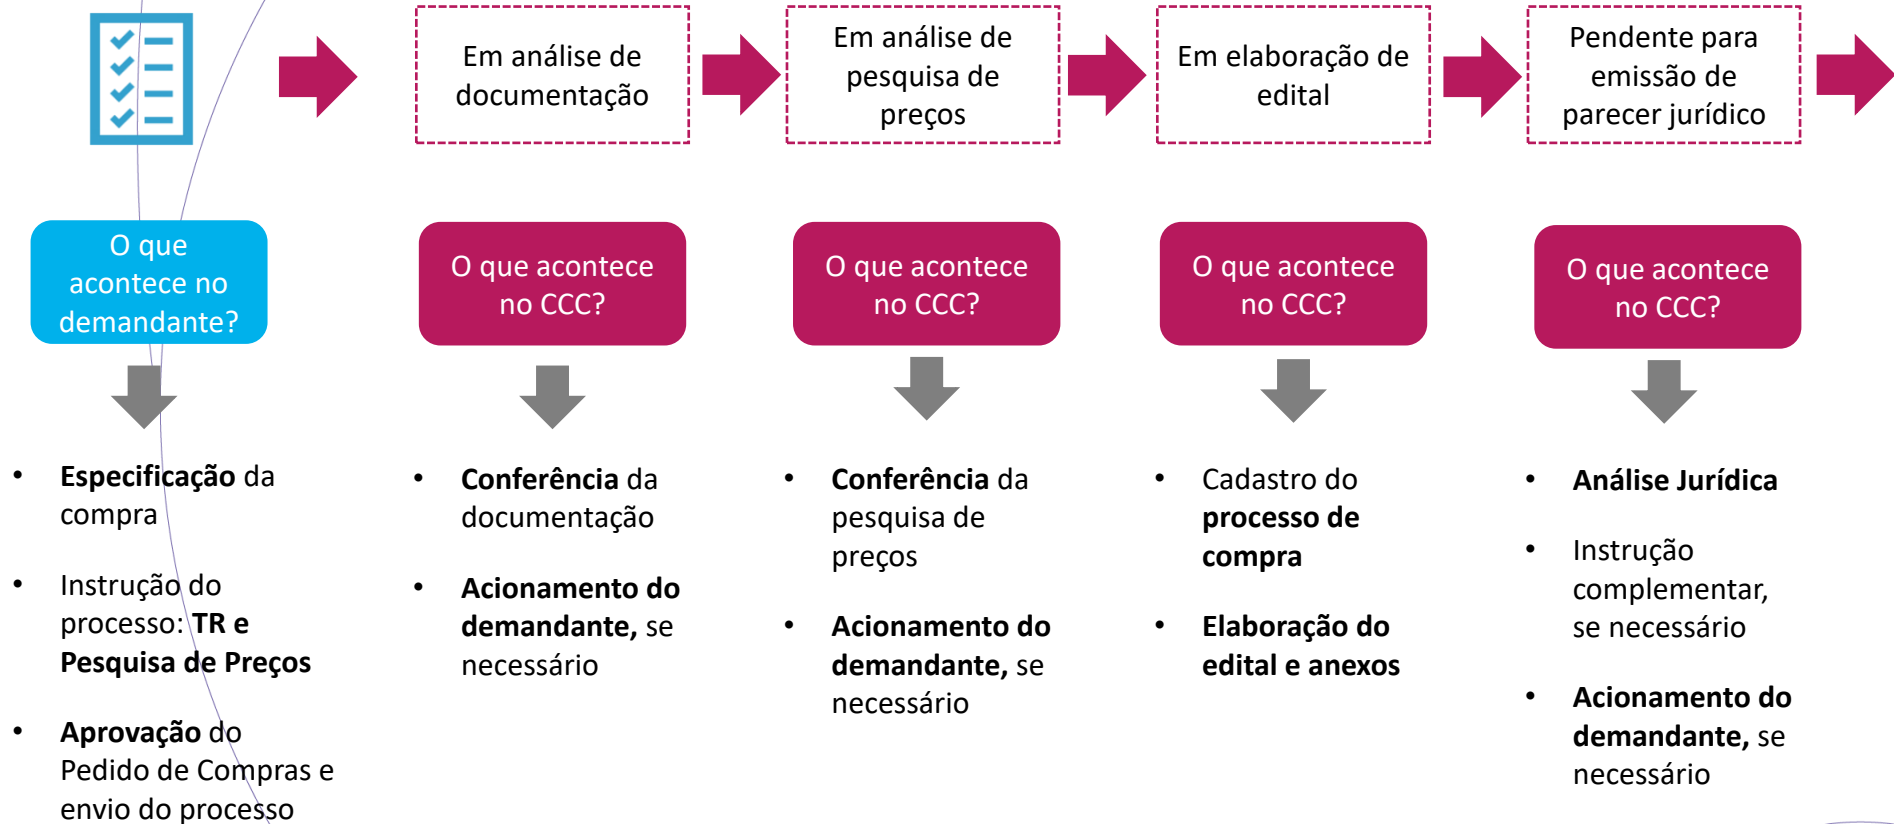 Em análise de
documentação
Em análise de
pesquisa de
preços
Em elaboração de
edital
Pendente para
emissão de
parecer jurídico
O que
acontece no
demandante?
O que acontece
no CCC?
O que acontece
no CCC?
O que acontece
no CCC?
O que acontece
no CCC?
• Especificação da
compra
• Instrução do
processo: TR e
Pesquisa de Preços
• Aprovação do
Pedido de Compras e
envio do processo
• Conferência da
documentação
• Acionamento do
demandante, se
necessário
• Conferência da
pesquisa de
preços
• Acionamento do
demandante, se
necessário
• Cadastro do
processo de
compra
• Elaboração do
edital e anexos
• Análise Jurídica
• Instrução
complementar,
se necessário
• Acionamento do
demandante, se
necessário